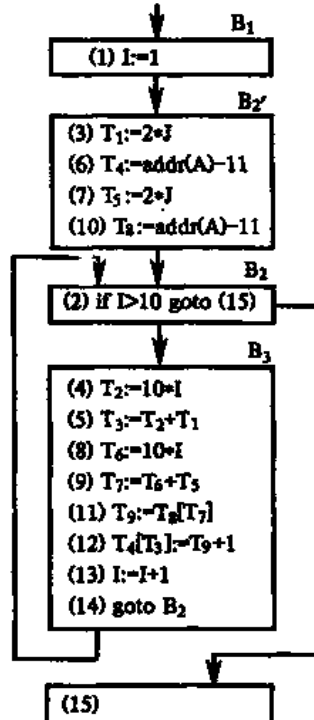 B₁
(1) I:=1
B₂'
(3) T₁:=2*J
(6) T₄:=addr(A)-11
(7) T₅:=2*J
(10) T₈:=addr(A)-11
B₂
(2) if I>10 goto (15)
B₃
(4) T₂:=10*I
(5) T₃:=T₂+T₁
(8) T₆:=10*I
(9) T₇:=T₆+T₅
(11) T₉:=T₈[T₇]
(12) T₄[T₃]:=T₉+1
(13) I:=I+1
(14) goto B₂
(15)